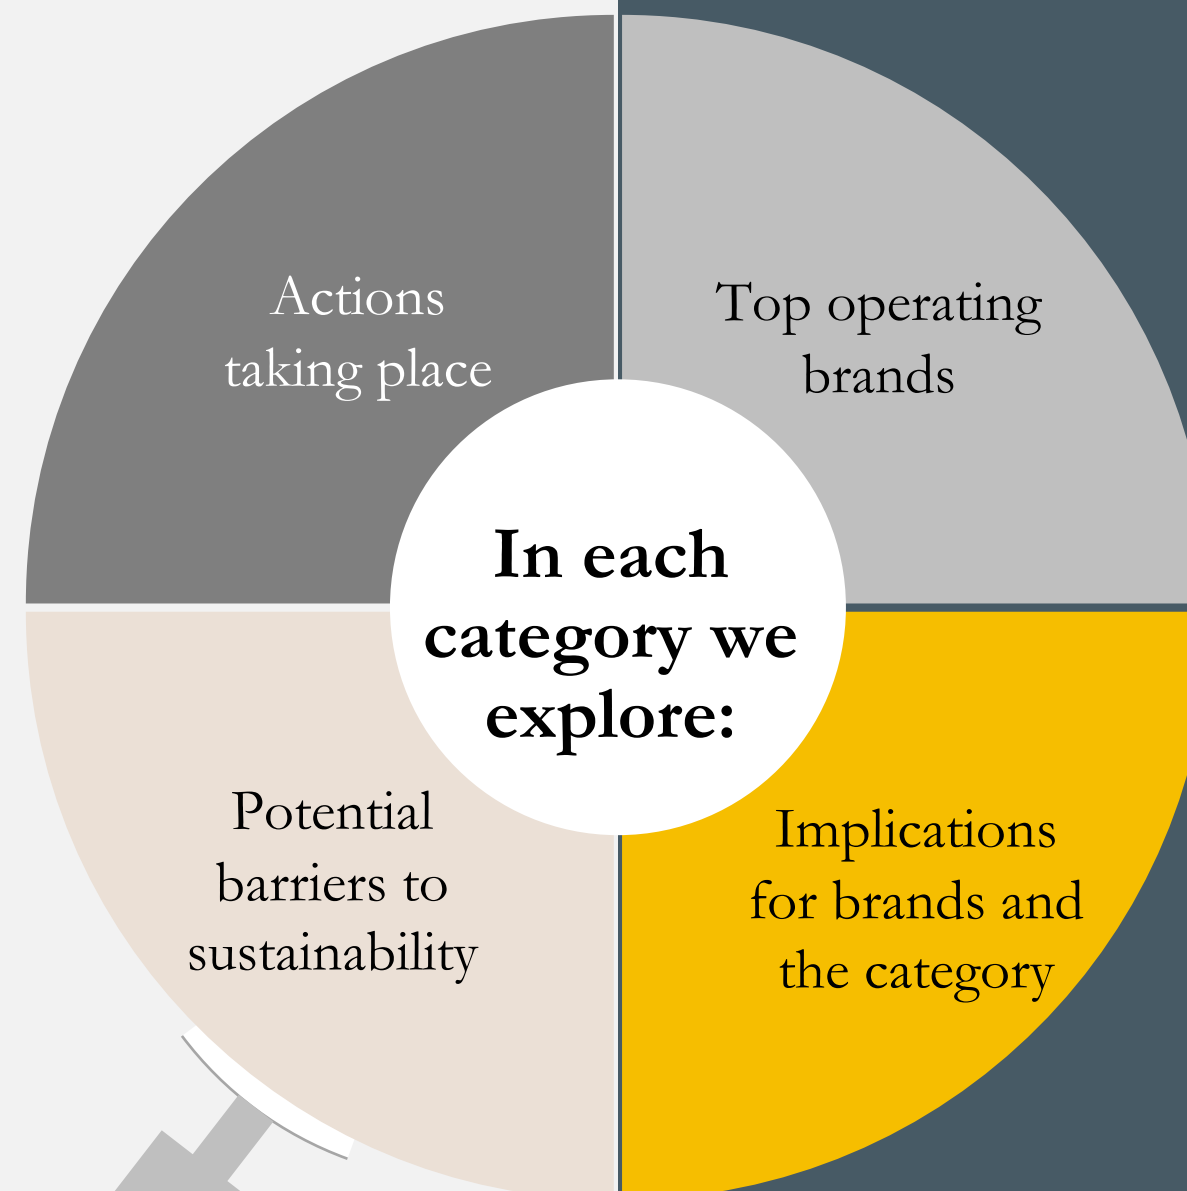 Actions
taking place
Top operating
brands
In each
category we
explore:
Potential
barriers to
sustainability
Implications
for brands and
the category